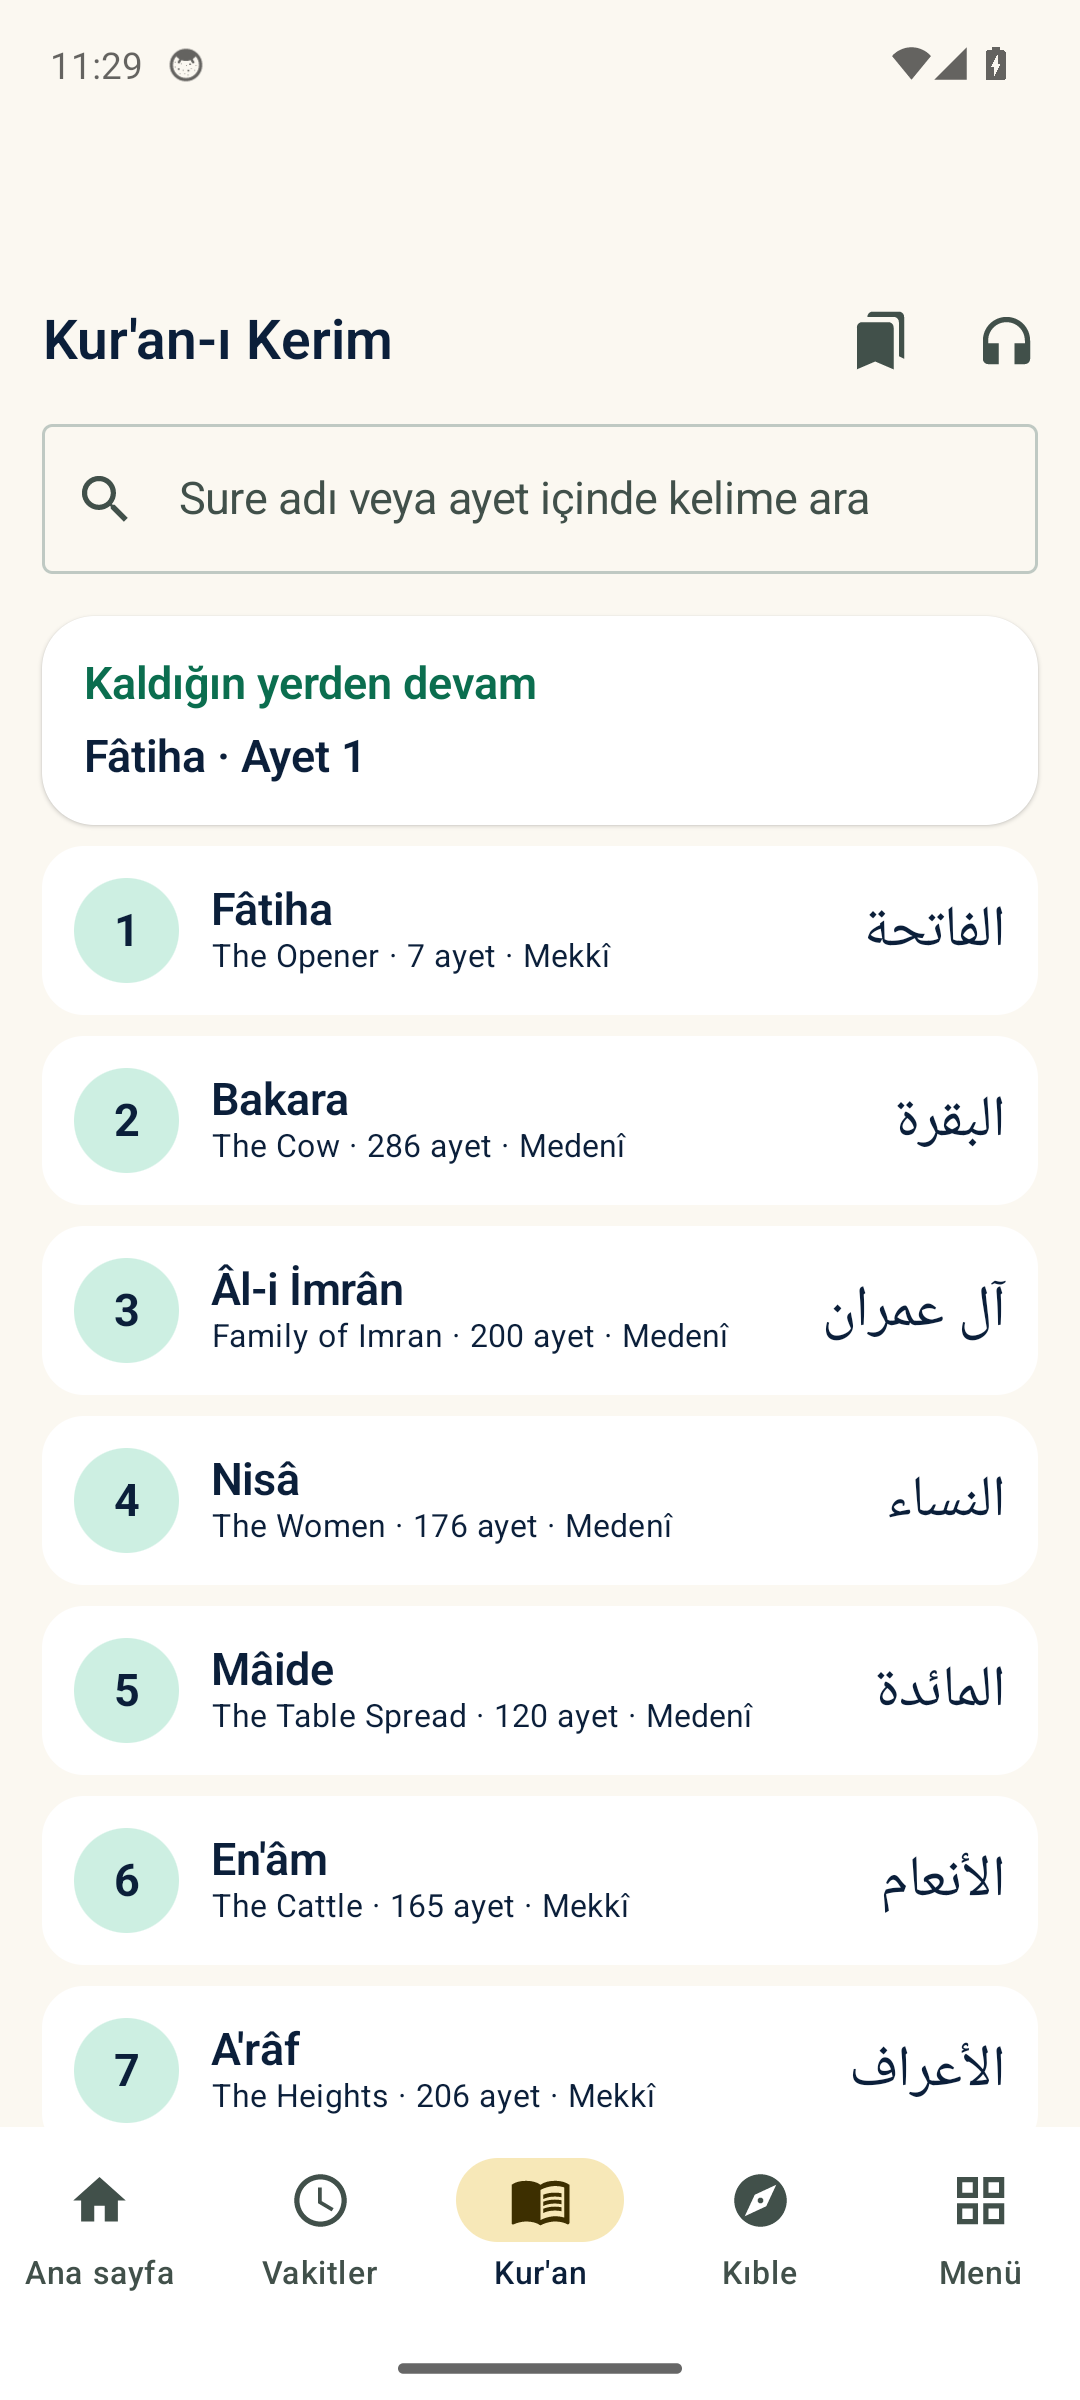 11:29
Kur'an-ı Kerim
Sure adı veya ayet içinde kelime ara
Kaldığın yerden devam
Fâtiha · Ayet 1
1
Fâtiha
The Opener · 7 ayet · Mekkî
الفاتحة
2
Bakara
The Cow · 286 ayet · Medenî
البقرة
3
Âl-i İmrân
Family of Imran · 200 ayet · Medenî
آل عمران
4
Nisâ
The Women · 176 ayet · Medenî
النساء
5
Mâide
The Table Spread · 120 ayet · Medenî
المائدة
6
En'âm
The Cattle · 165 ayet · Mekkî
الأنعام
7
A'râf
The Heights · 206 ayet · Mekkî
الأعراف
Ana sayfa
Vakitler
Kur'an
Kıble
Menü